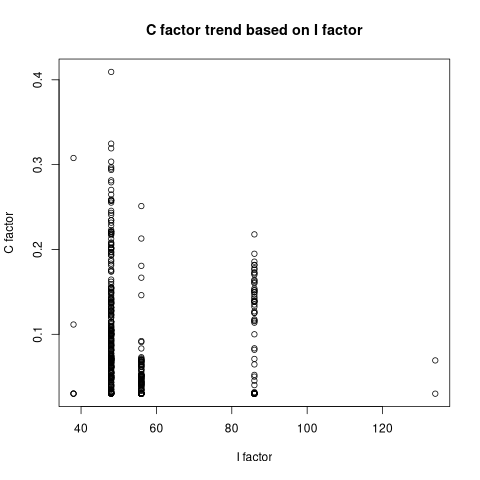 C factor trend based on I factor
C factor
0.4
0.3
0.2
0.1
40 60 80 100 120
I factor